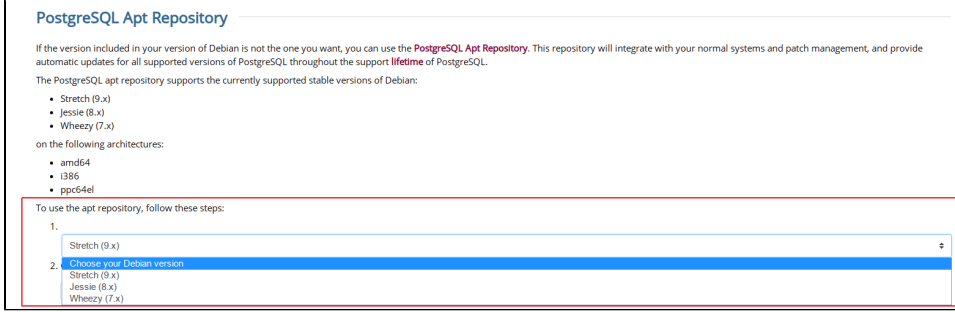 PostgreSQL Apt Repository
If the version included in your version of Debian is not the one you want, you can use the PostgreSQL Apt Repository. This repository will integrate with your normal systems and patch management, and provide
automatic updates for all supported versions of PostgreSQL throughout the support lifetime of PostgreSQL.
The PostgreSQL apt repository supports the currently supported stable versions of Debian:
• Stretch (9.x)
• Jessie (8.x)
• Wheezy (7.x)
on the following architectures:
• amd64
• i386
• ppc64el
To use the apt repository, follow these steps:
1.
Stretch (9.x)
2.
Choose your Debian version
Stretch (9.x)
Jessie (8.x)
Wheezy (7.x)